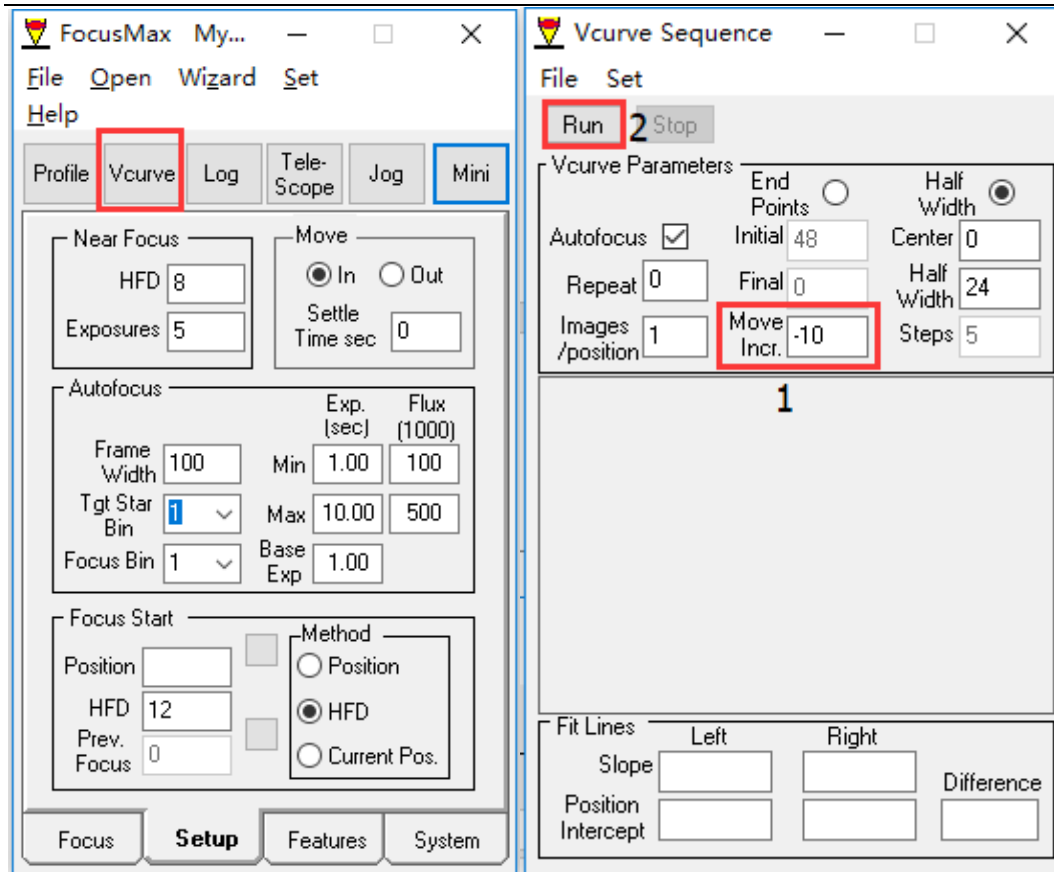 FocusMax My...
File Open Wizard Set
Help
Profile Vcurve Log Tele-Scope Jog Mini
Near Focus
HFD 8
Exposures 5
Move
In Out
Settle
Time sec 0
Autofocus
Exp. (sec) Flux (1000)
Frame Width 100 Min 1.00 100
Tgt Star Bin 1 Max 10.00 500
Focus Bin 1 Base Exp 1.00
Focus Start
Position
HFD 12
Prev. Focus 0
Method
Position
HFD
Current Pos.
Focus Setup Features System
Vcurve Sequence
File Set
Run 2 Stop
Vcurve Parameters
End Points Half Width
Autofocus Initial 48 Center 0
Repeat 0 Final 0 Half Width 24
Images /position 1 Move Incr. -10 Steps 5
1
Fit Lines
Left Right
Slope
Difference
Position
Intercept